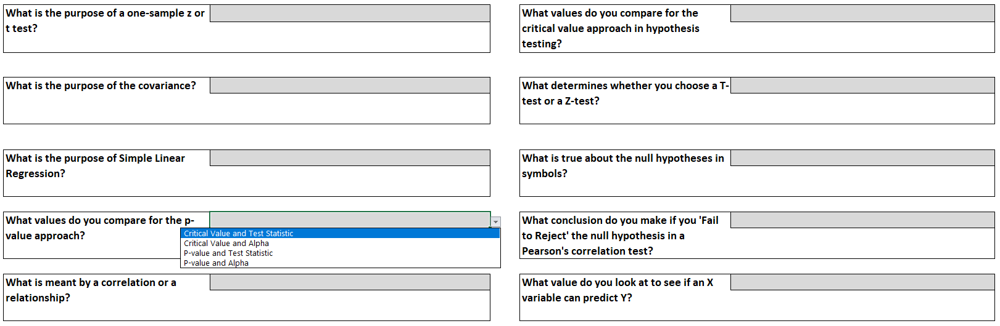 What is the purpose of a one-sample z or
t test?
What values do you compare for the
critical value approach in hypothesis
testing?
What is the purpose of the covariance?
What determines whether you choose a T-
test or a Z-test?
What is the purpose of Simple Linear
Regression?
What is true about the null hypotheses in
symbols?
What values do you compare for the p-
value approach?
Critical Value and Test Statistic
Critical Value and Alpha
P-value and Test Statistic
P-value and Alpha
What conclusion do you make if you 'Fail
to Reject' the null hypothesis in a
Pearson's correlation test?
What is meant by a correlation or a
relationship?
What value do you look at to see if an X
variable can predict Y?